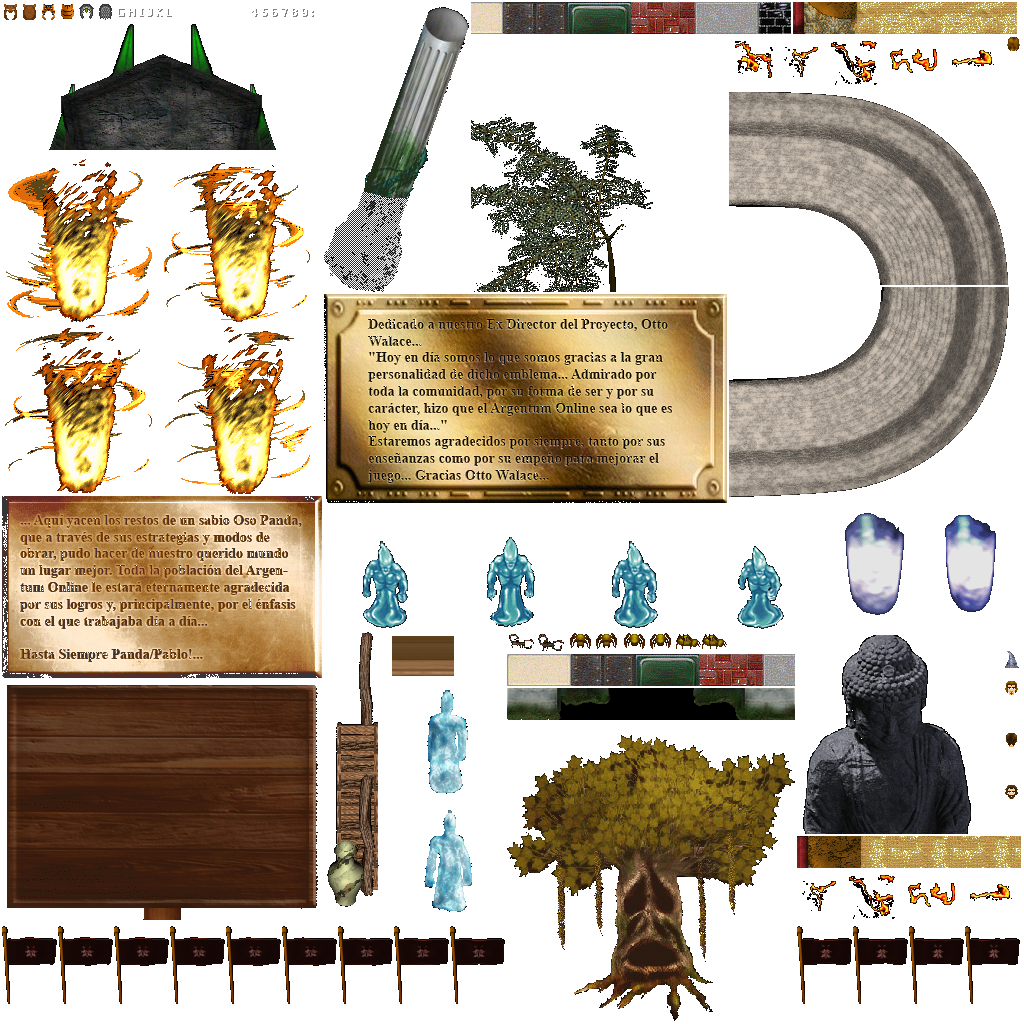 GHIJKL
456789:
Dedicado a nuestro Ex Director del Proyecto, Otto
Walace...
"Hoy en día somos lo que somos gracias a la gran
personalidad de dicho emblema... Admirado por
toda la comunidad, por su forma de ser y por su
carácter, hizo que el Argentum Online sea lo que es
hoy en día..."
Estaremos agradecidos por siempre, tanto por sus
enseñanzas como por su empeño para mejorar el
juego... Gracias Otto Walace...
... Aquí yacen los restos de un sabio Oso Panda,
que a través de sus estrategias y modos de
obrar, pudo hacer de nuestro querido mundo
un lugar mejor. Toda la población del Argen-
tum Online le estará eternamente agradecida
por sus logros y, principalmente, por el énfasis
con el que trabajaba día a día...
Hasta Siempre Panda/Pablo!...